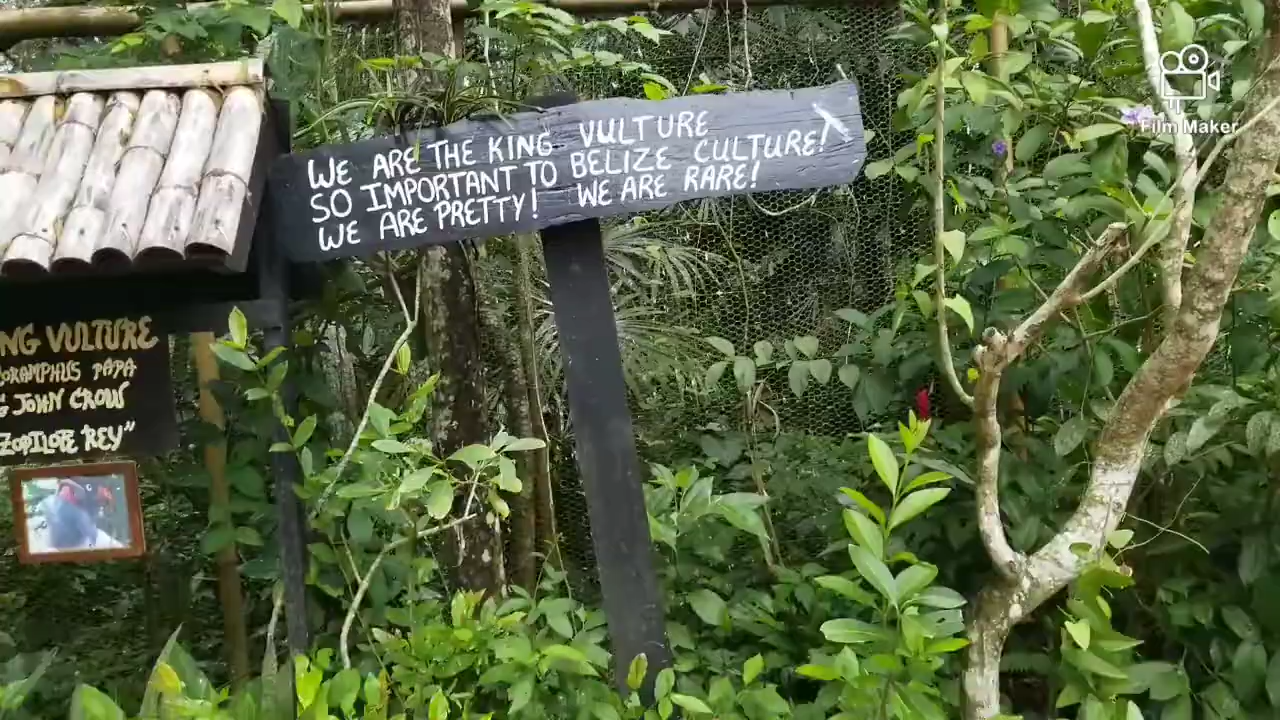 WE ARE THE KING VULTURE
SO IMPORTANT TO BELIZE CULTURE!
WE ARE PRETTY! WE ARE RARE!
NG VULTURE
ORAMPHUS PAPA
G JOHN CROW
ZOPILOTE REY”
Film Maker